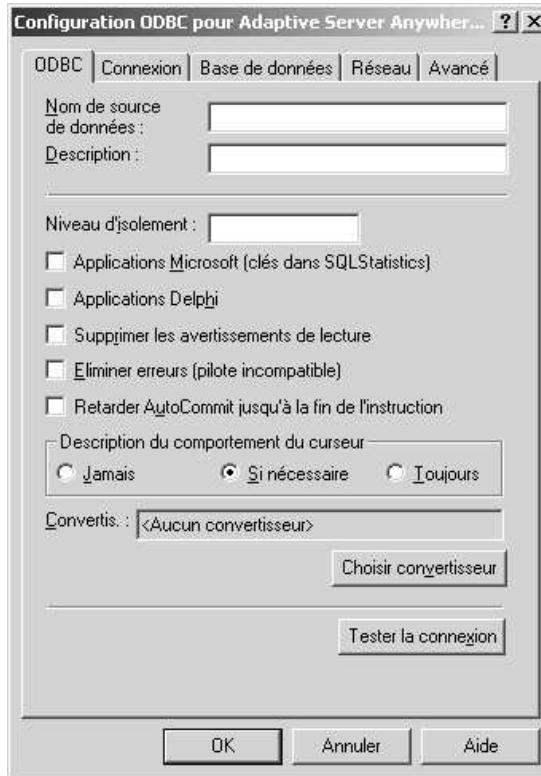 Configuration ODBC pour Adaptive Server Anywher...
ODBC Connexion Base de données Réseau Avancé
Nom de source
de données :
Description :
Niveau d'isolement :
Applications Microsoft (clés dans SQLStatistics)
Applications Delphi
Supprimer les avertissements de lecture
Eliminer erreurs (pilote incompatible)
Retarder AutoCommit jusqu'à la fin de l'instruction
Description du comportement du curseur
Jamais Si nécessaire Toujours
Convertis. : <Aucun convertisseur>
Choisir convertisseur
Tester la connexion
OK Annuler Aide